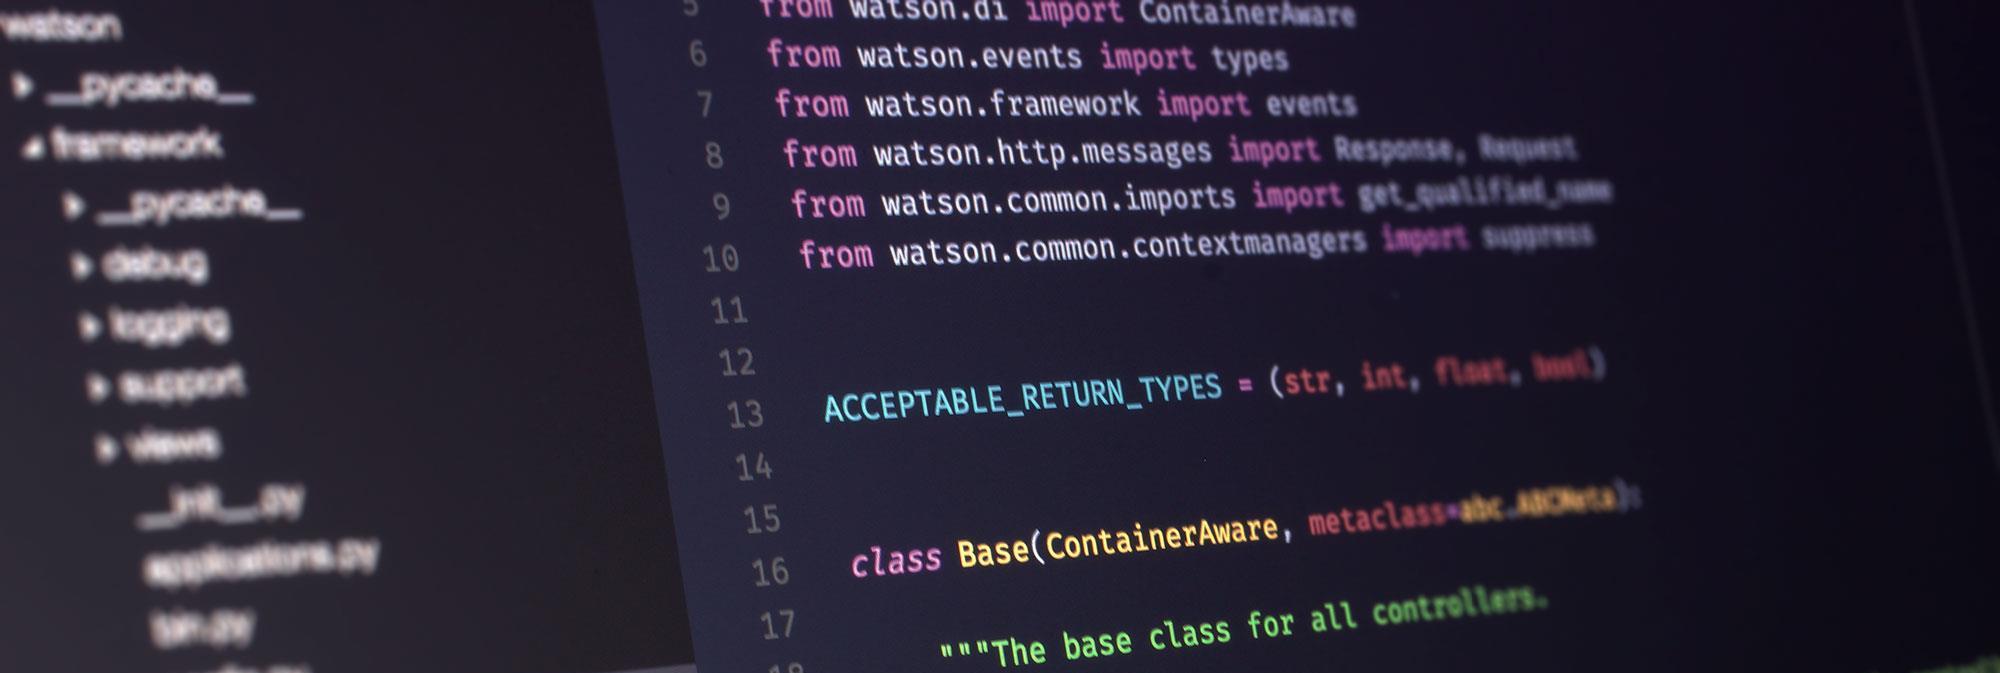 watson
__pycache__
framework
__pycache__
debug
logging
support
views
__init__.py
applications.py
bin.py
5 from watson.di import ContainerAware
6 from watson.events import types
7 from watson.framework import events
8 from watson.http.messages import Response, Request
9 from watson.common.imports import get_qualified_name
10 from watson.common.contextmanagers import suppress
11
12
13 ACCEPTABLE_RETURN_TYPES = (str, int, float, bool)
14
15
16 class Base(ContainerAware, metaclass=abc.ABCMeta):
17
18 """The base class for all controllers.